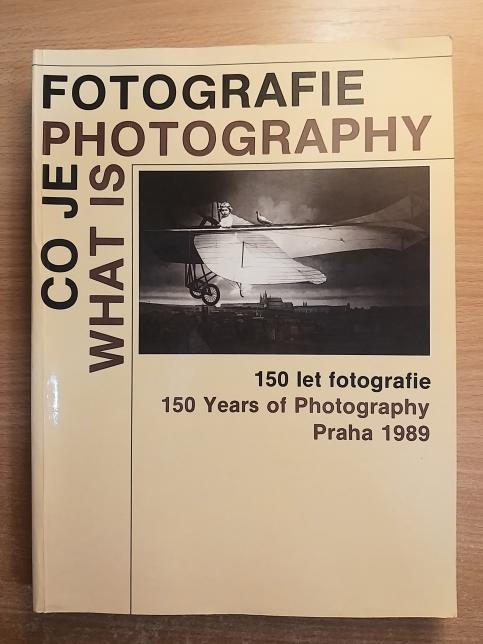 CO JE
FOTOGRAFIE
WHAT IS
PHOTOGRAPHY
150 let fotografie
150 Years of Photography
Praha 1989